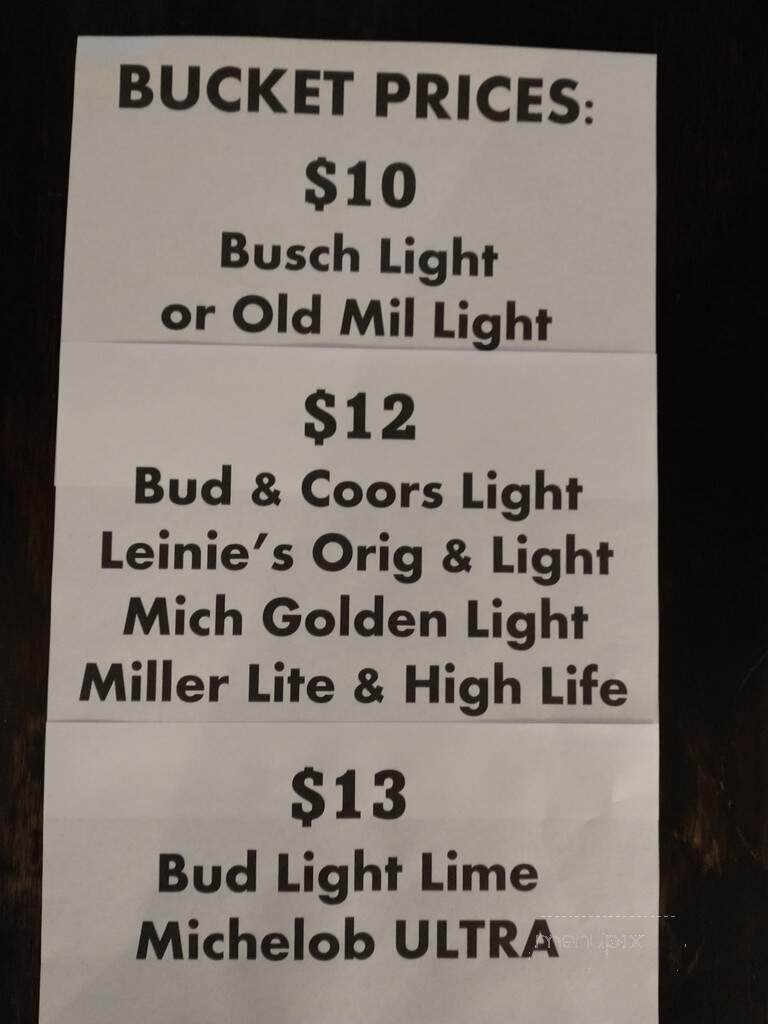 BUCKET PRICES:
$10
Busch Light
or Old Mil Light
$12
Bud & Coors Light
Leinie's Orig & Light
Mich Golden Light
Miller Lite & High Life
$13
Bud Light Lime
Michelob ULTRA
menupix